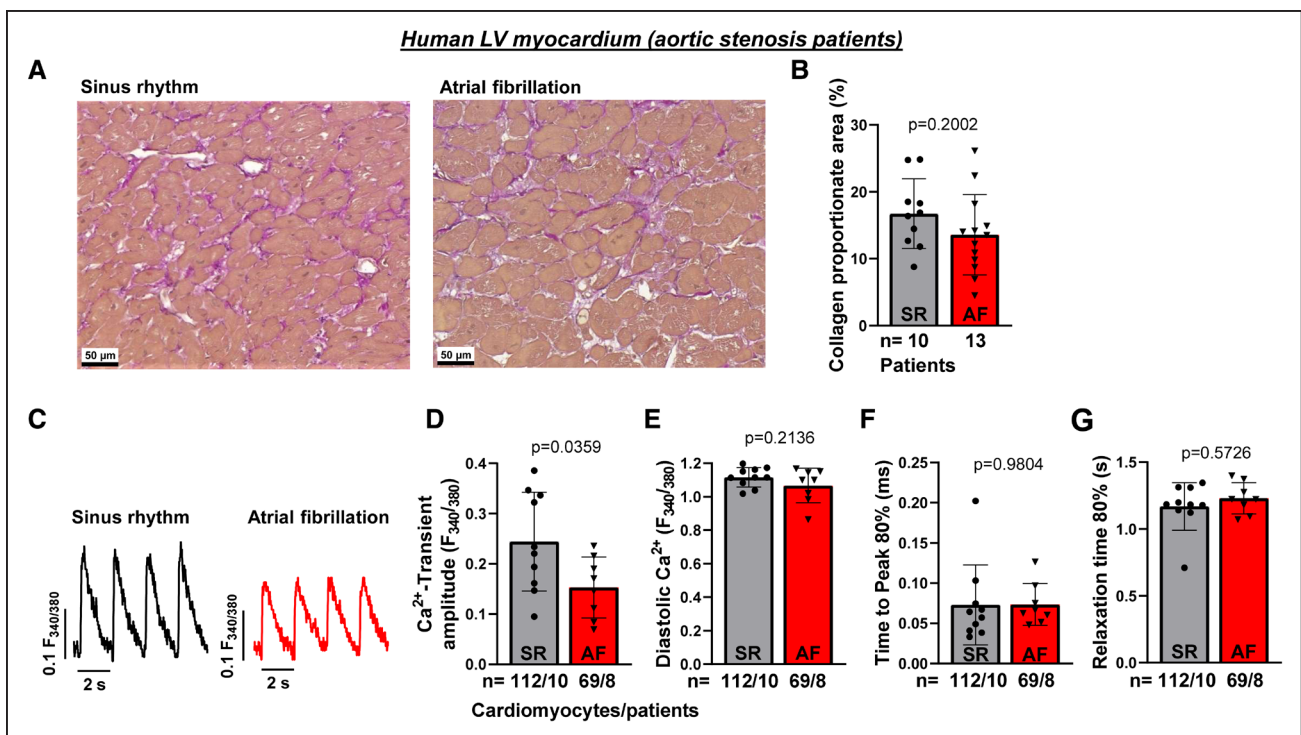 Human LV myocardium (aortic stenosis patients)
A
Sinus rhythm
Atrial fibrillation
50 µm
50 µm
B
Collagen proportionate area (%)
p=0.2002
30
20
10
0
SR
AF
n= 10
13
Patients
C
Sinus rhythm
Atrial fibrillation
0.1 F340/380
2 s
0.1 F340/380
2 s
D
Ca2+-Transient
amplitude (F340/380)
p=0.0359
0.4
0.3
0.2
0.1
0.0
SR
AF
n= 112/10
69/8
Cardiomyocytes/patients
E
Diastolic Ca2+ (F340/380)
p=0.2136
1.2
1.0
0.8
0.6
0.4
0.2
0.0
SR
AF
n= 112/10
69/8
F
Time to Peak 80% (ms)
p=0.9804
0.25
0.20
0.15
0.10
0.05
0.00
SR
AF
n= 112/10
69/8
G
Relaxation time 80% (s)
p=0.5726
1.5
1.0
0.5
0.0
SR
AF
n= 112/10
69/8